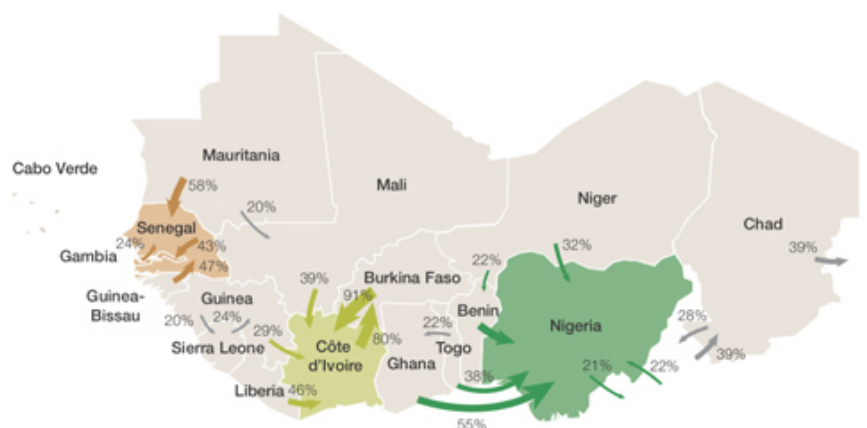 Mauritania
Cabo Verde
58%
Mali
20%
Niger
Senegal
Chad
24%
43%
32%
39%
Gambia
47%
22%
39%
Burkina Faso
Guinea-
Bissau
Guinea
91%
Benin
20%
24%
28%
29%
22%
Nigeria
Sierra Leone
Côte
d'Ivoire
80%
Ghana
Togo
39%
38%
21%
22%
Liberia
46%
55%